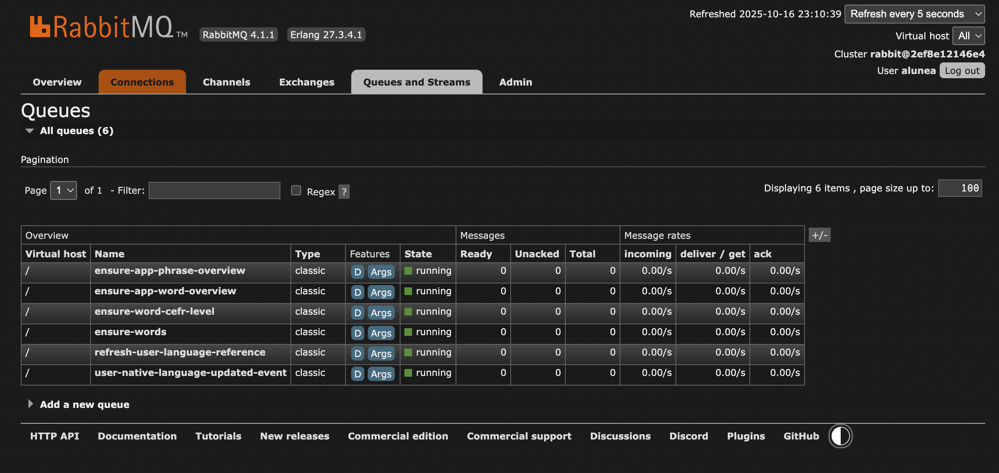 RabbitMQ TM
RabbitMQ 4.1.1
Erlang 27.3.4.1
Refreshed 2025-10-16 23:10:39 Refresh every 5 seconds
Virtual host All
Cluster rabbit@2ef8e12146e4
User alunea Log out
Overview Connections Channels Exchanges Queues and Streams Admin
Queues
All queues (6)
Pagination
Page 1 of 1 - Filter: Regex ? Displaying 6 items , page size up to: 100
Overview Messages Message rates +/-
Virtual host Name Type Features State Ready Unacked Total incoming deliver / get ack
/ ensure-app-phrase-overview classic D Args running 0 0 0 0.00/s 0.00/s 0.00/s
/ ensure-app-word-overview classic D Args running 0 0 0 0.00/s 0.00/s 0.00/s
/ ensure-word-cefr-level classic D Args running 0 0 0 0.00/s 0.00/s 0.00/s
/ ensure-words classic D Args running 0 0 0 0.00/s 0.00/s 0.00/s
/ refresh-user-language-reference classic D Args running 0 0 0 0.00/s 0.00/s 0.00/s
/ user-native-language-updated-event classic D Args running 0 0 0 0.00/s 0.00/s 0.00/s
Add a new queue
HTTP API Documentation Tutorials New releases Commercial edition Commercial support Discussions Discord Plugins GitHub